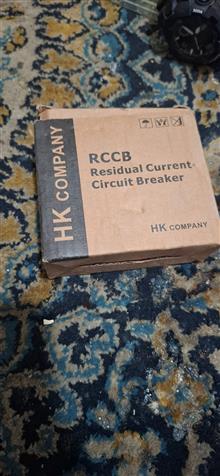 HK COMPANY
RCCB
Residual Current
Circuit Breaker
HK COMPANY